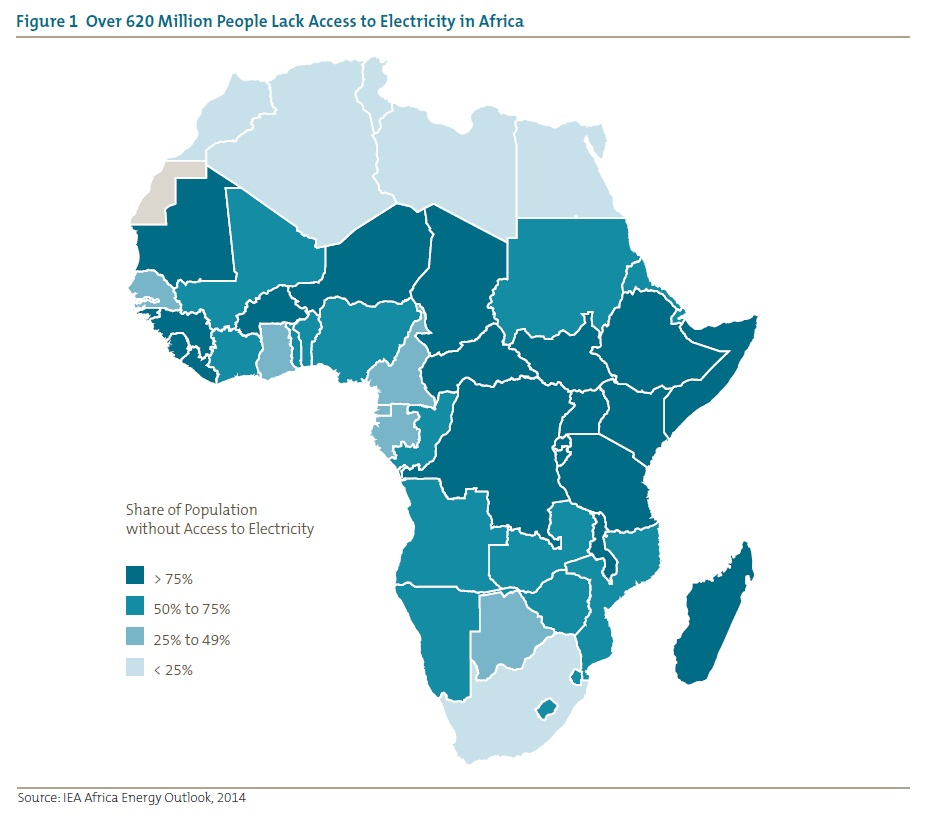 Figure 1 Over 620 Million People Lack Access to Electricity in Africa
Share of Population
without Access to Electricity
> 75%
50% to 75%
25% to 49%
< 25%
Source: IEA Africa Energy Outlook, 2014